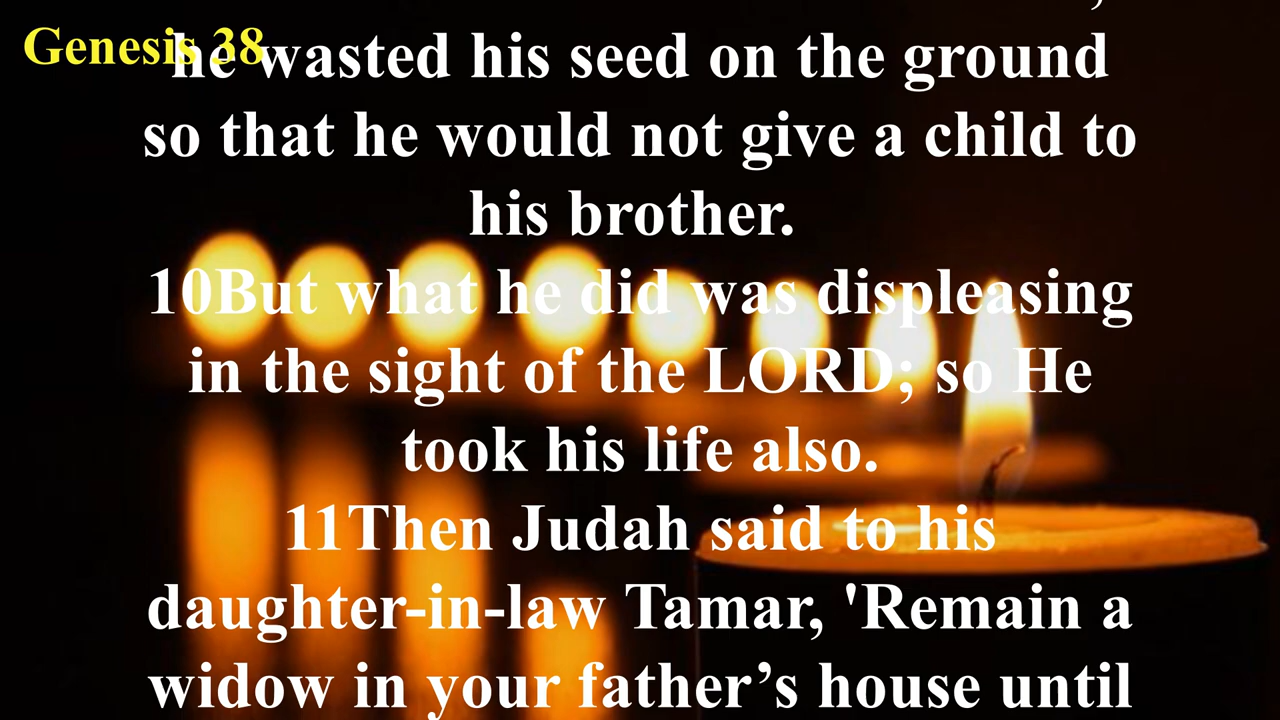 Genesis 38
he wasted his seed on the ground
so that he would not give a child to
his brother.
10But what he did was displeasing
in the sight of the LORD; so He
took his life also.
11Then Judah said to his
daughter-in-law Tamar, 'Remain a
widow in your father’s house until